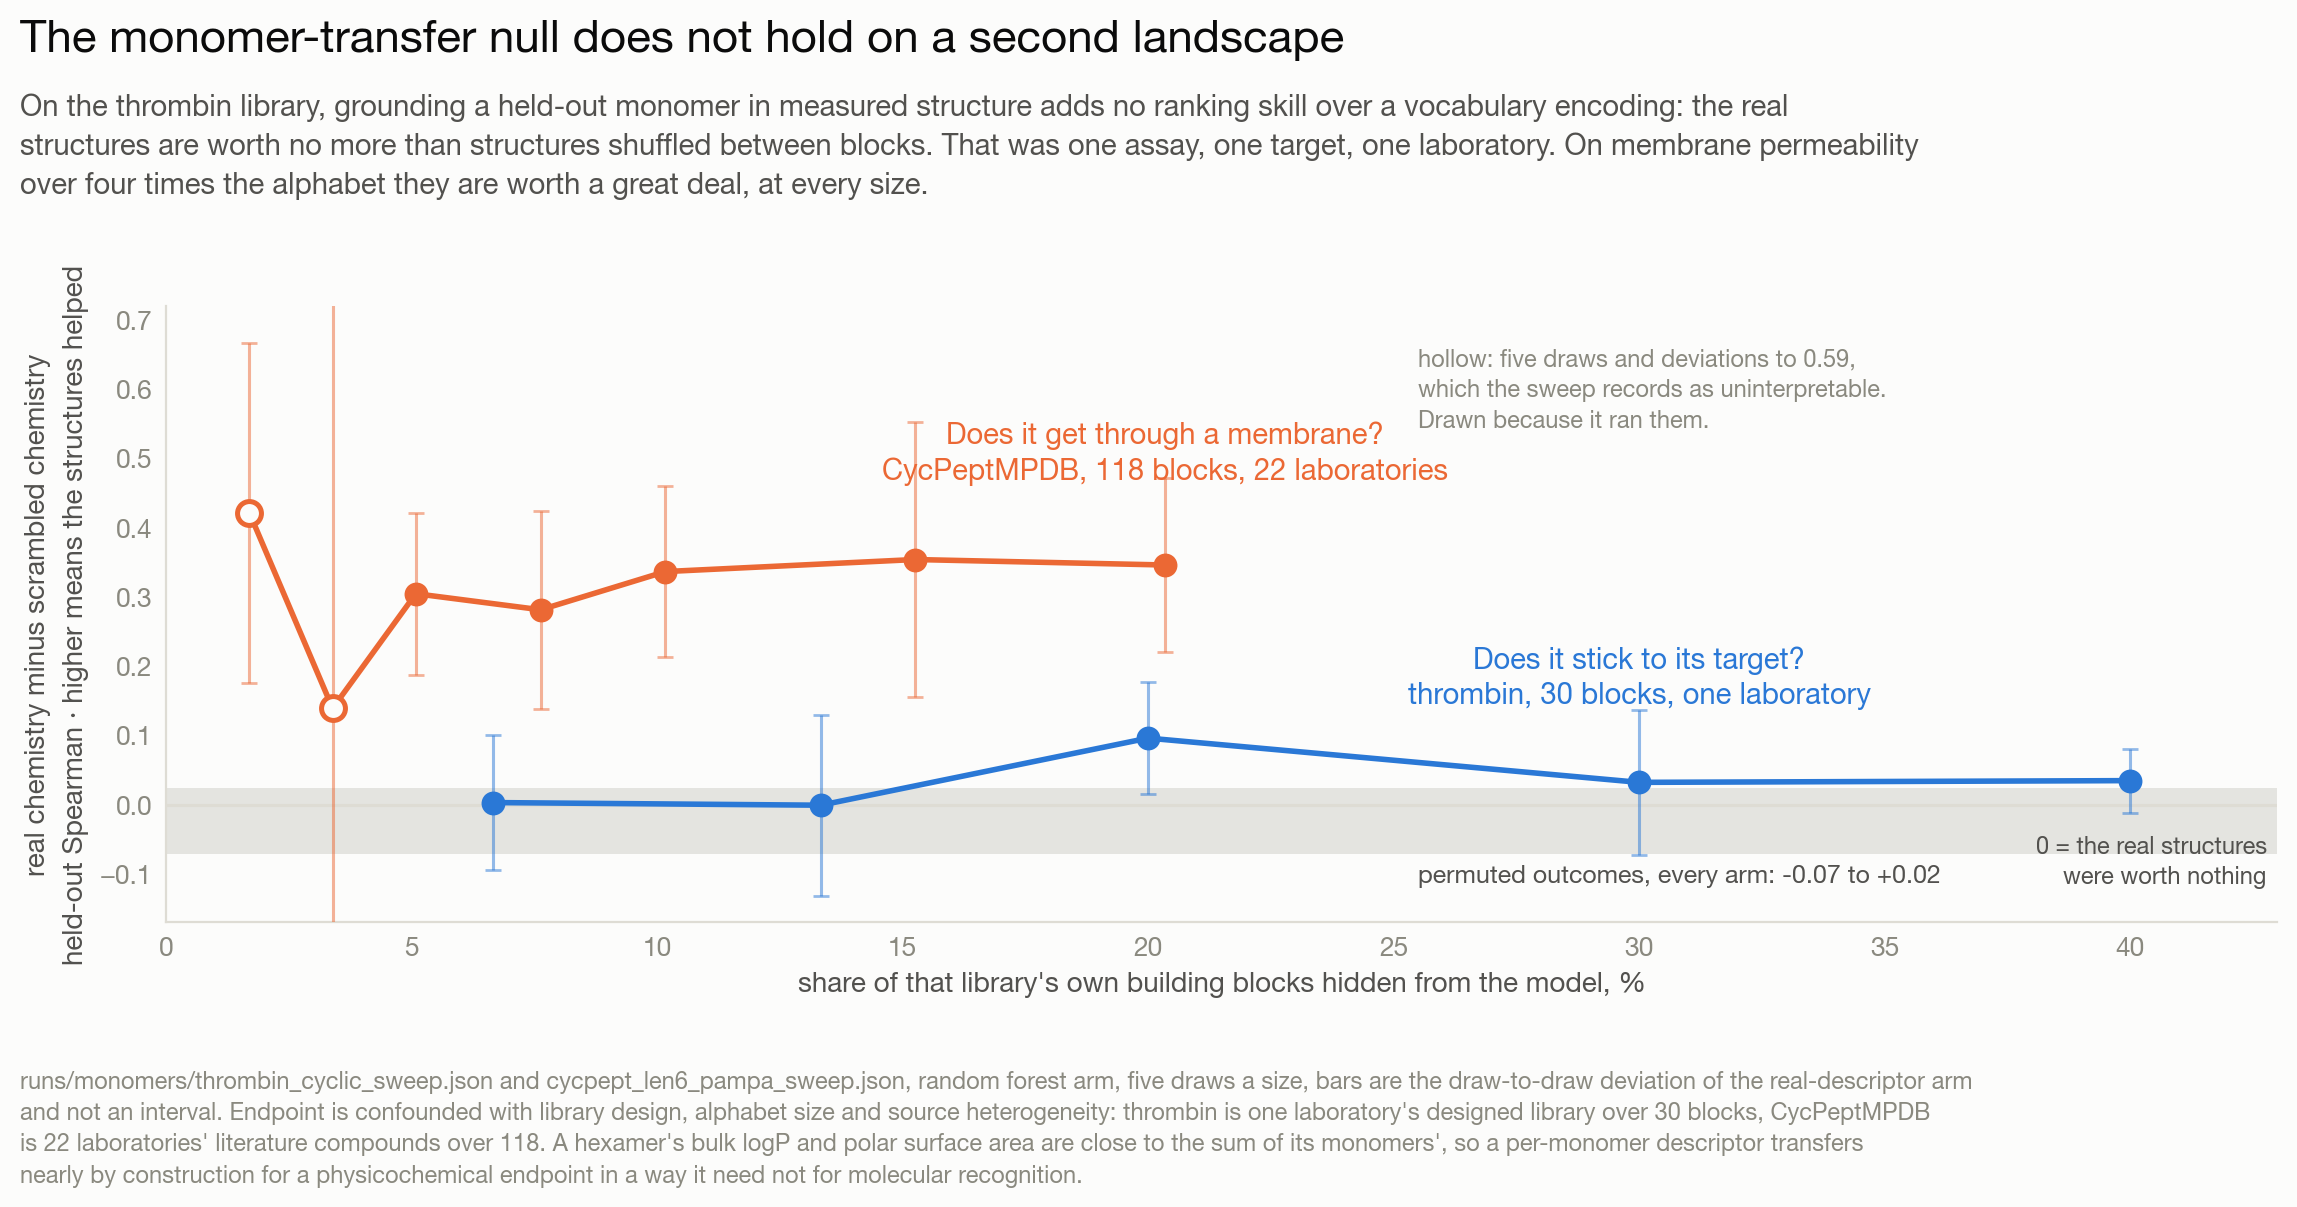 The monomer-transfer null does not hold on a second landscape
On the thrombin library, grounding a held-out monomer in measured structure adds no ranking skill over a vocabulary encoding: the real
structures are worth no more than structures shuffled between blocks. That was one assay, one target, one laboratory. On membrane permeability
over four times the alphabet they are worth a great deal, at every size.
real chemistry minus scrambled chemistry
held-out Spearman · higher means the structures helped
0.7
0.6
0.5
0.4
0.3
0.2
0.1
0.0
−0.1
hollow: five draws and deviations to 0.59,
which the sweep records as uninterpretable.
Drawn because it ran them.
Does it get through a membrane?
CycPeptMPDB, 118 blocks, 22 laboratories
Does it stick to its target?
thrombin, 30 blocks, one laboratory
0 = the real structures
were worth nothing
permuted outcomes, every arm: -0.07 to +0.02
0 5 10 15 20 25 30 35 40
share of that library's own building blocks hidden from the model, %
runs/monomers/thrombin_cyclic_sweep.json and cycpept_len6_pampa_sweep.json, random forest arm, five draws a size, bars are the draw-to-draw deviation of the real-descriptor arm
and not an interval. Endpoint is confounded with library design, alphabet size and source heterogeneity: thrombin is one laboratory's designed library over 30 blocks, CycPeptMPDB
is 22 laboratories' literature compounds over 118. A hexamer's bulk logP and polar surface area are close to the sum of its monomers', so a per-monomer descriptor transfers
nearly by construction for a physicochemical endpoint in a way it need not for molecular recognition.